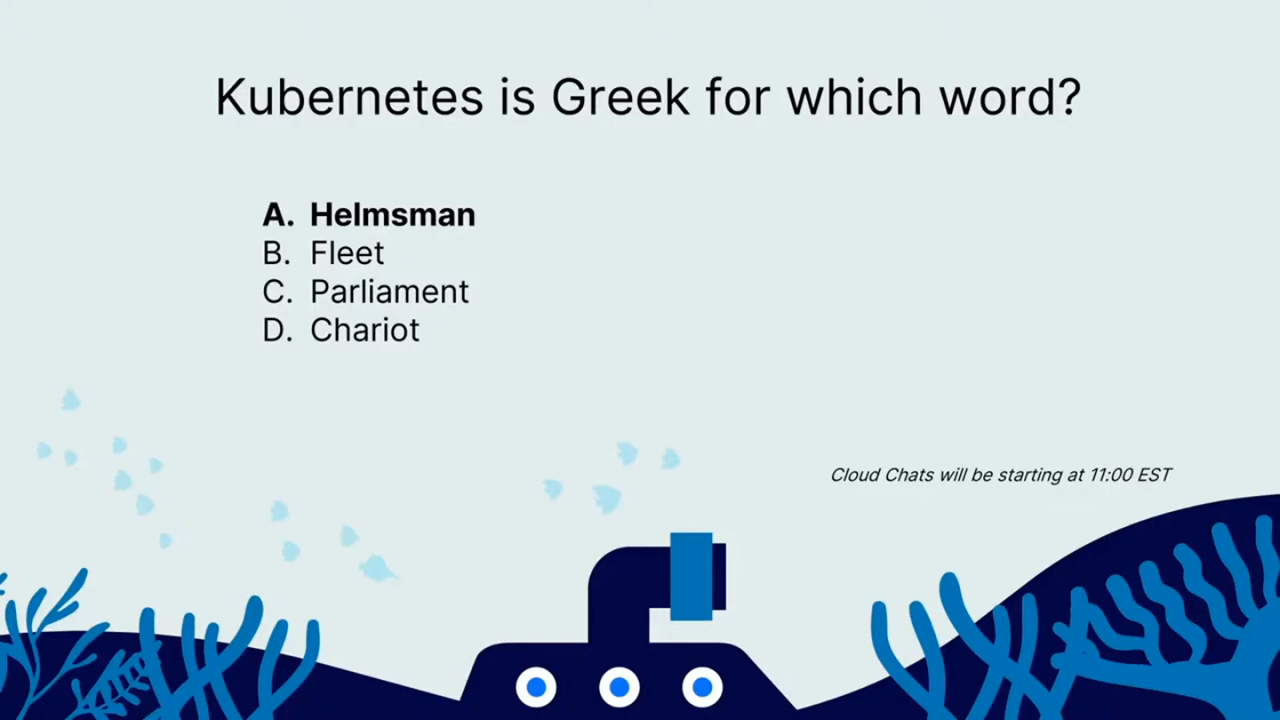 Kubernetes is Greek for which word?
A. Helmsman
B. Fleet
C. Parliament
D. Chariot
Cloud Chats will be starting at 11:00 EST